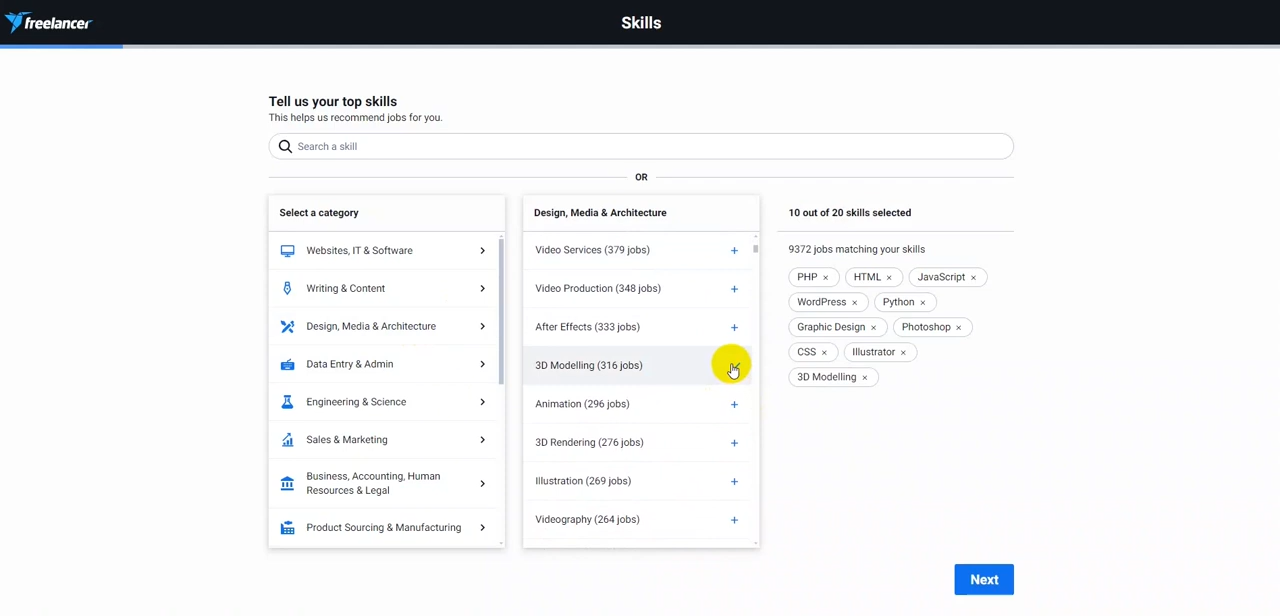 freelancer
Skills
Tell us your top skills
This helps us recommend jobs for you.
Search a skill
OR
Select a category
Websites, IT & Software
Writing & Content
Design, Media & Architecture
Data Entry & Admin
Engineering & Science
Sales & Marketing
Business, Accounting, Human
Resources & Legal
Product Sourcing & Manufacturing
Design, Media & Architecture
Video Services (379 jobs)
Video Production (348 jobs)
After Effects (333 jobs)
3D Modelling (316 jobs)
Animation (296 jobs)
3D Rendering (276 jobs)
Illustration (269 jobs)
Videography (264 jobs)
10 out of 20 skills selected
9372 jobs matching your skills
PHP × HTML × JavaScript ×
WordPress × Python ×
Graphic Design × Photoshop ×
CSS × Illustrator ×
3D Modelling ×
Next